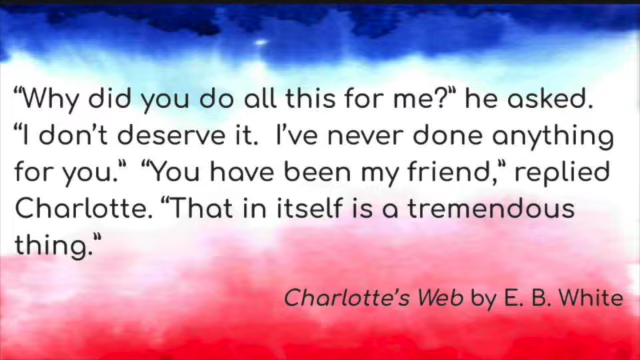 “Why did you do all this for me?” he asked.
“I don’t deserve it.  I’ve never done anything
for you.”  “You have been my friend,” replied
Charlotte. “That in itself is a tremendous
thing.”
Charlotte’s Web by E. B. White